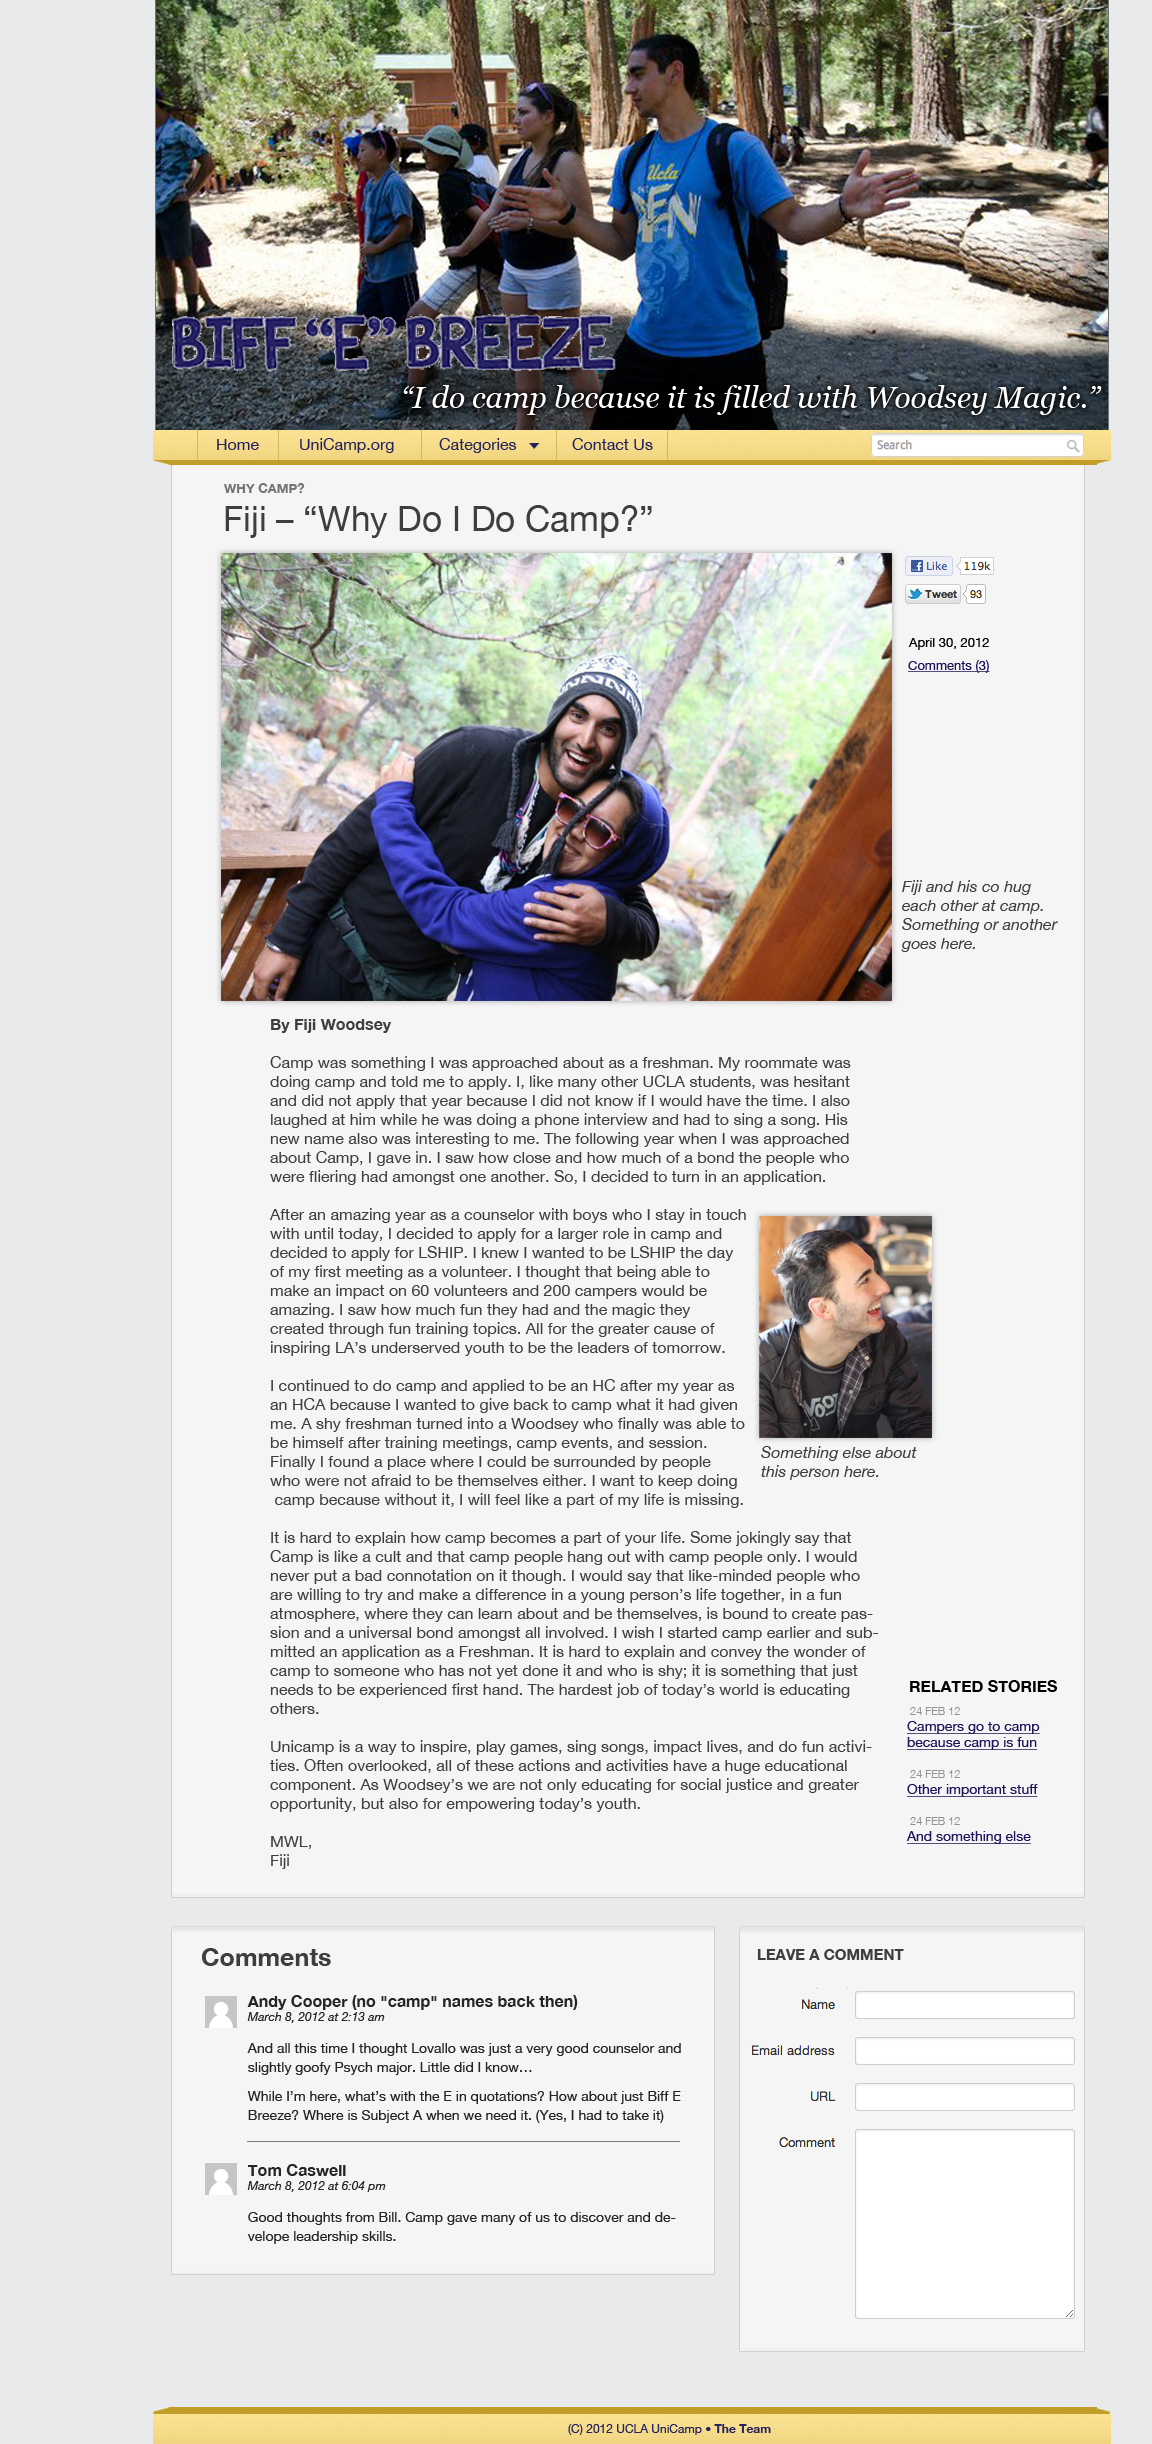 Ucla
BIFF “E” BREEZE
“I do camp because it is filled with Woodsey Magic.”
Home
UniCamp.org
Categories
Contact Us
Search
WHY CAMP?
Fiji – “Why Do I Do Camp?”
Like
119k
Tweet
93
April 30, 2012
Comments (3)
Fiji and his co hug
each other at camp.
Something or another
goes here.
By Fiji Woodsey
Camp was something I was approached about as a freshman. My roommate was
doing camp and told me to apply. I, like many other UCLA students, was hesitant
and did not apply that year because I did not know if I would have the time. I also
laughed at him while he was doing a phone interview and had to sing a song. His
new name also was interesting to me. The following year when I was approached
about Camp, I gave in. I saw how close and how much of a bond the people who
were fliering had amongst one another. So, I decided to turn in an application.
After an amazing year as a counselor with boys who I stay in touch
with until today, I decided to apply for a larger role in camp and
decided to apply for LSHIP. I knew I wanted to be LSHIP the day
of my first meeting as a volunteer. I thought that being able to
make an impact on 60 volunteers and 200 campers would be
amazing. I saw how much fun they had and the magic they
created through fun training topics. All for the greater cause of
inspiring LA’s underserved youth to be the leaders of tomorrow.
I continued to do camp and applied to be an HC after my year as
an HCA because I wanted to give back to camp what it had given
me. A shy freshman turned into a Woodsey who finally was able to
be himself after training meetings, camp events, and session.
Finally I found a place where I could be surrounded by people
who were not afraid to be themselves either. I want to keep doing
camp because without it, I will feel like a part of my life is missing.
Something else about
this person here.
It is hard to explain how camp becomes a part of your life. Some jokingly say that
Camp is like a cult and that camp people hang out with camp people only. I would
never put a bad connotation on it though. I would say that like-minded people who
are willing to try and make a difference in a young person’s life together, in a fun
atmosphere, where they can learn about and be themselves, is bound to create pas-
sion and a universal bond amongst all involved. I wish I started camp earlier and sub-
mitted an application as a Freshman. It is hard to explain and convey the wonder of
camp to someone who has not yet done it and who is shy; it is something that just
needs to be experienced first hand. The hardest job of today’s world is educating
others.
Unicamp is a way to inspire, play games, sing songs, impact lives, and do fun activi-
ties. Often overlooked, all of these actions and activities have a huge educational
component. As Woodsey’s we are not only educating for social justice and greater
opportunity, but also for empowering today’s youth.
MWL,
Fiji
RELATED STORIES
24 FEB 12
Campers go to camp
because camp is fun
24 FEB 12
Other important stuff
24 FEB 12
And something else
Comments
Andy Cooper (no "camp" names back then)
March 8, 2012 at 2:13 am
And all this time I thought Lovallo was just a very good counselor and
slightly goofy Psych major. Little did I know…
While I’m here, what’s with the E in quotations? How about just Biff E
Breeze? Where is Subject A when we need it. (Yes, I had to take it)
Tom Caswell
March 8, 2012 at 6:04 pm
Good thoughts from Bill. Camp gave many of us to discover and de-
velope leadership skills.
LEAVE A COMMENT
Name
Email address
URL
Comment
(C) 2012 UCLA UniCamp • The Team